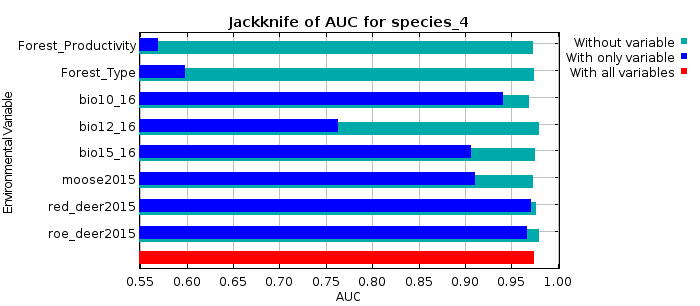 Jackknife of AUC for species_4
Without variable
With only variable
With all variables
Environmental Variable
Forest_Productivity
Forest_Type
bio10_16
bio12_16
bio15_16
moose2015
red_deer2015
roe_deer2015
0.55 0.60 0.65 0.70 0.75 0.80 0.85 0.90 0.95 1.00
AUC